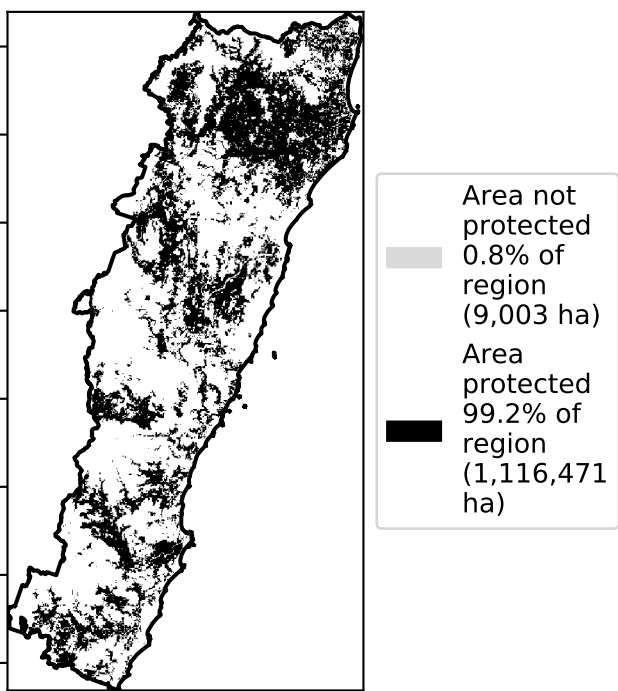 Area not
protected
0.8% of
region
(9,003 ha)
Area
protected
99.2% of
region
(1,116,471
ha)